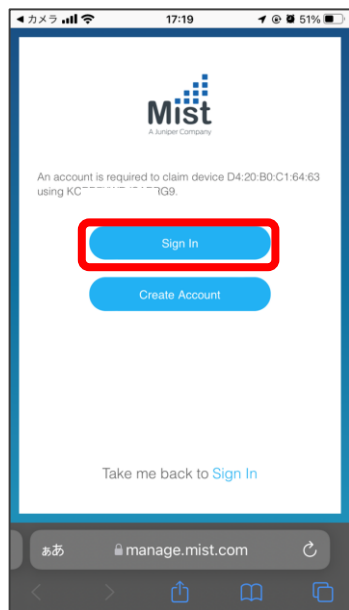 カメラ 17:19 51%
Mist
A Juniper Company
An account is required to claim device D4:20:B0:C1:64:63
using
Sign In
Create Account
Take me back to Sign In
ああ manage.mist.com